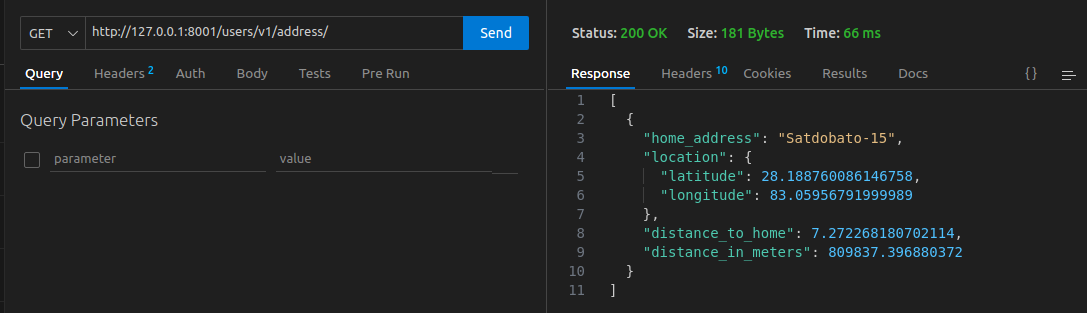 GET http://127.0.0.1:8001/users/v1/address/ Send
Query Headers 2 Auth Body Tests Pre Run
Query Parameters
parameter value
Status: 200 OK Size: 181 Bytes Time: 66 ms
Response Headers 10 Cookies Results Docs {}
1 [
2 {
3 "home_address": "Satdobato-15",
4 "location": {
5 "latitude": 28.188760086146758,
6 "longitude": 83.05956791999989
7 },
8 "distance_to_home": 7.272268180702114,
9 "distance_in_meters": 809837.396880372
10 }
11 ]